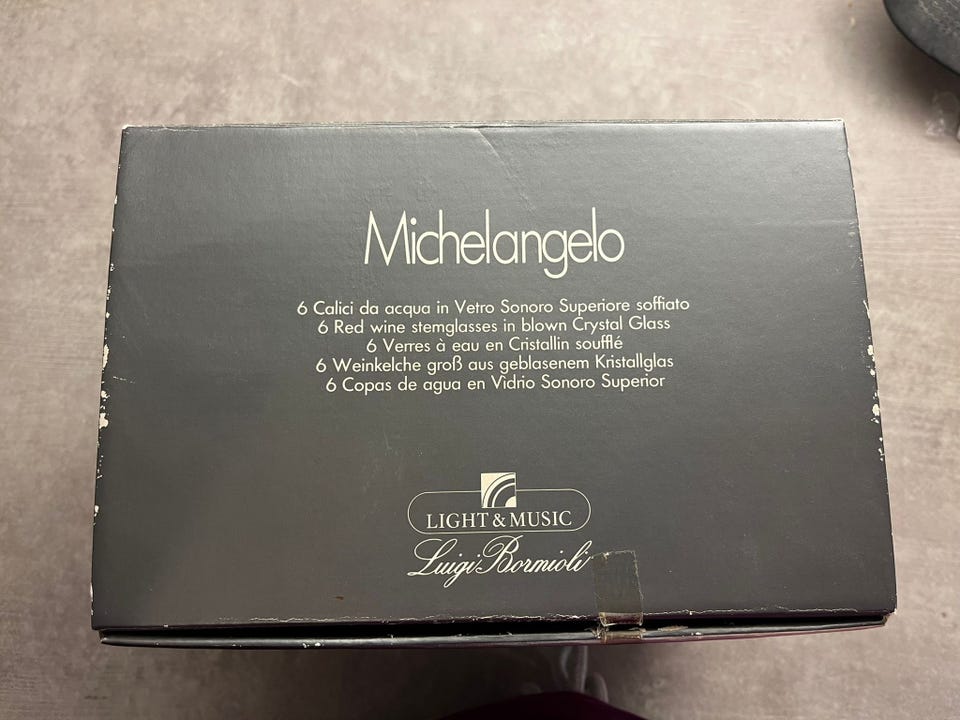 Michelangelo
6 Calici da acqua in Vetro Sonoro Superiore soffiato
6 Red wine stemglasses in blown Crystal Glass
6 Verres à eau en Cristallin soufflé
6 Weinkelche groß aus geblasenem Kristallglas
6 Copas de agua en Vidrio Sonoro Superior
LIGHT & MUSIC
Luigi Bormioli